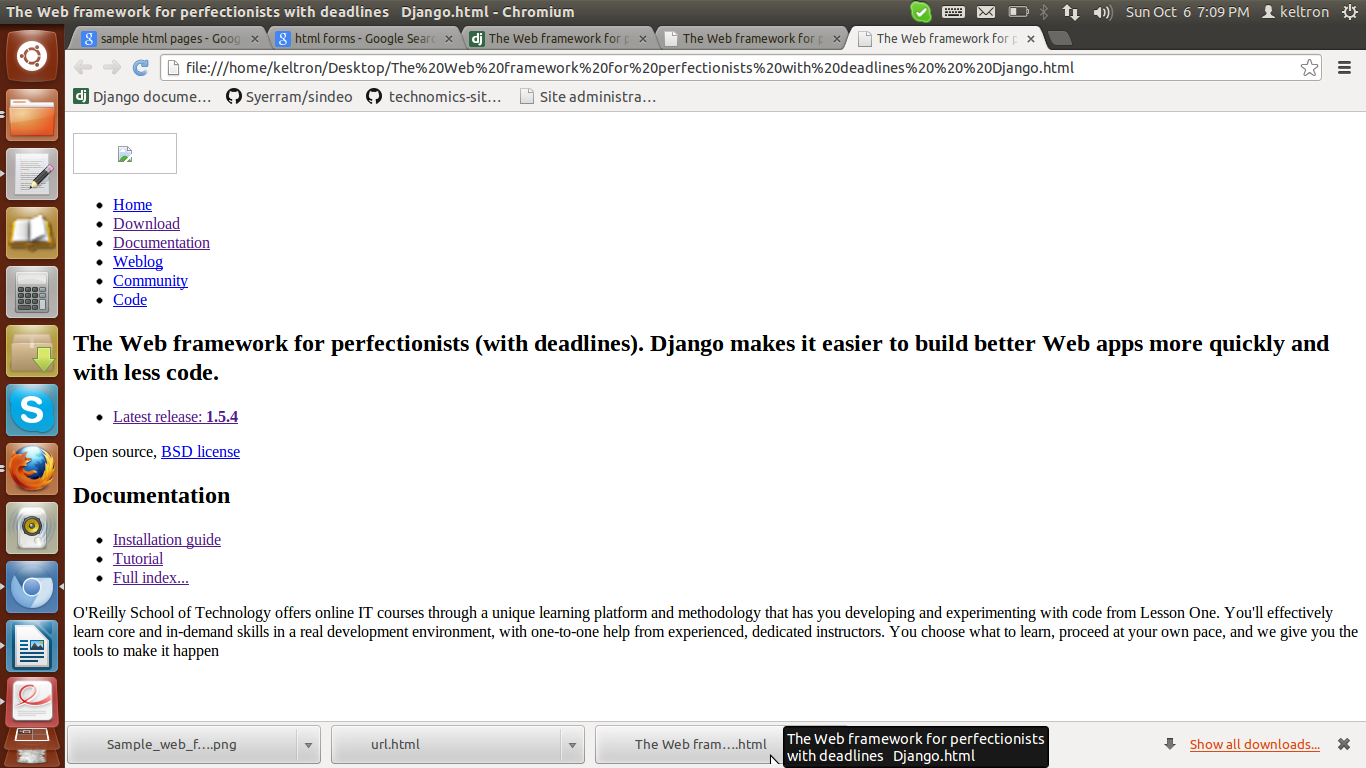 The Web framework for perfectionists with deadlines   Django.html - Chromium
Sun Oct 6 7:09 PM keltron
sample html pages - Goog
html forms - Google Searc
The Web framework for p
The Web framework for p
The Web framework for p
file:///home/keltron/Desktop/The%20Web%20framework%20for%20perfectionists%20with%20deadlines%20%20%20Django.html
Django docume... Syerram/sindeo technomics-sit... Site administra...
Home
Download
Documentation
Weblog
Community
Code
The Web framework for perfectionists (with deadlines). Django makes it easier to build better Web apps more quickly and
with less code.
Latest release: 1.5.4
Open source, BSD license
Documentation
Installation guide
Tutorial
Full index...
O'Reilly School of Technology offers online IT courses through a unique learning platform and methodology that has you developing and experimenting with code from Lesson One. You'll effectively
learn core and in-demand skills in a real development environment, with one-to-one help from experienced, dedicated instructors. You choose what to learn, proceed at your own pace, and we give you the
tools to make it happen
Sample_web_f....png
url.html
The Web fram....html
The Web framework for perfectionists
with deadlines   Django.html
Show all downloads...